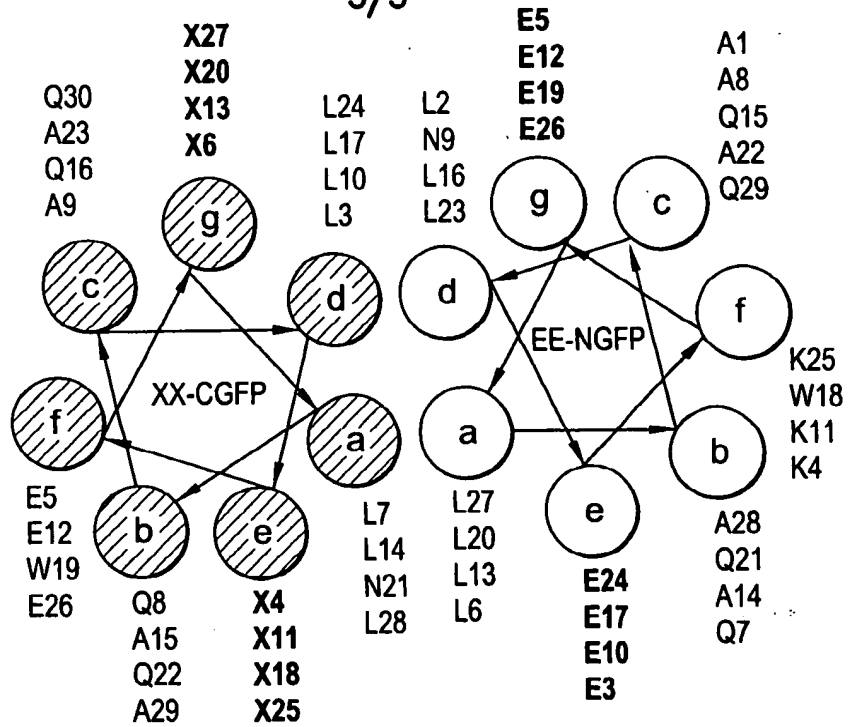 5/5
X27
X20
X13
X6
Q30
A23
Q16
A9
L24
L17
L10
L3
L2
N9
L16
L23
E5
E12
E19
E26
A1
A8
Q15
A22
Q29
g
c
d
XX-CGFP
f
a
b
e
g
c
d
EE-NGFP
f
a
b
e
E5
E12
W19
E26
Q8
A15
Q22
A29
X4
X11
X18
X25
L7
L14
N21
L28
L27
L20
L13
L6
E24
E17
E10
E3
A28
Q21
A14
Q7
K25
W18
K11
K4